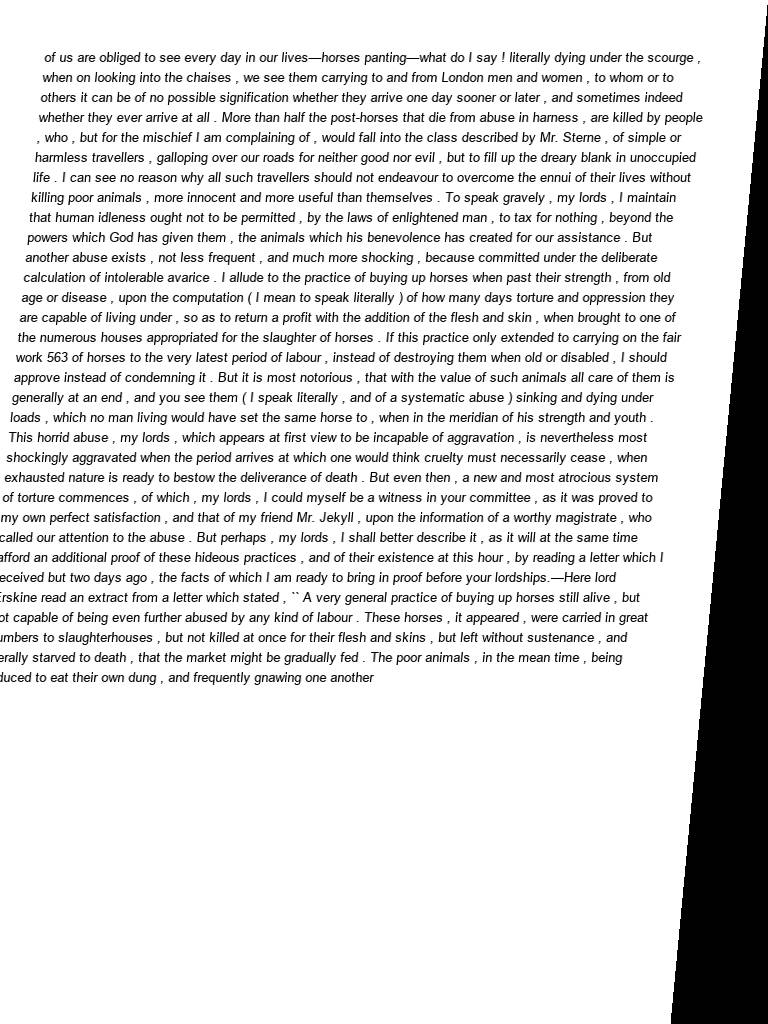 of us are obliged to see every day in our lives—horses panting—what do I say ! literally dying under the scourge ,
when on looking into the chaises , we see them carrying to and from London men and women , to whom or to
others it can be of no possible signification whether they arrive one day sooner or later , and sometimes indeed
whether they ever arrive at all . More than half the post-horses that die from abuse in harness , are killed by people
, who , but for the mischief I am complaining of , would fall into the class described by Mr. Sterne , of simple or
harmless travellers , galloping over our roads for neither good nor evil , but to fill up the dreary blank in unoccupied
life . I can see no reason why all such travellers should not endeavour to overcome the ennui of their lives without
killing poor animals , more innocent and more useful than themselves . To speak gravely , my lords , I maintain
that human idleness ought not to be permitted , by the laws of enlightened man , to tax for nothing , beyond the
powers which God has given them , the animals which his benevolence has created for our assistance . But
another abuse exists , not less frequent , and much more shocking , because committed under the deliberate
calculation of intolerable avarice . I allude to the practice of buying up horses when past their strength , from old
age or disease , upon the computation ( I mean to speak literally ) of how many days torture and oppression they
are capable of living under , so as to return a profit with the addition of the flesh and skin , when brought to one of
the numerous houses appropriated for the slaughter of horses . If this practice only extended to carrying on the fair
work 563 of horses to the very latest period of labour , instead of destroying them when old or disabled , I should
approve instead of condemning it . But it is most notorious , that with the value of such animals all care of them is
generally at an end , and you see them ( I speak literally , and of a systematic abuse ) sinking and dying under
loads , which no man living would have set the same horse to , when in the meridian of his strength and youth .
This horrid abuse , my lords , which appears at first view to be incapable of aggravation , is nevertheless most
shockingly aggravated when the period arrives at which one would think cruelty must necessarily cease , when
exhausted nature is ready to bestow the deliverance of death . But even then , a new and most atrocious system
of torture commences , of which , my lords , I could myself be a witness in your committee , as it was proved to
my own perfect satisfaction , and that of my friend Mr. Jekyll , upon the information of a worthy magistrate , who
called our attention to the abuse . But perhaps , my lords , I shall better describe it , as it will at the same time
afford an additional proof of these hideous practices , and of their existence at this hour , by reading a letter which I
eceived but two days ago , the facts of which I am ready to bring in proof before your lordships.—Here lord
Erskine read an extract from a letter which stated , `` A very general practice of buying up horses still alive , but
ot capable of being even further abused by any kind of labour . These horses , it appeared , were carried in great
umbers to slaughterhouses , but not killed at once for their flesh and skins , but left without sustenance , and
erally starved to death , that the market might be gradually fed . The poor animals , in the mean time , being
duced to eat their own dung , and frequently gnawing one another